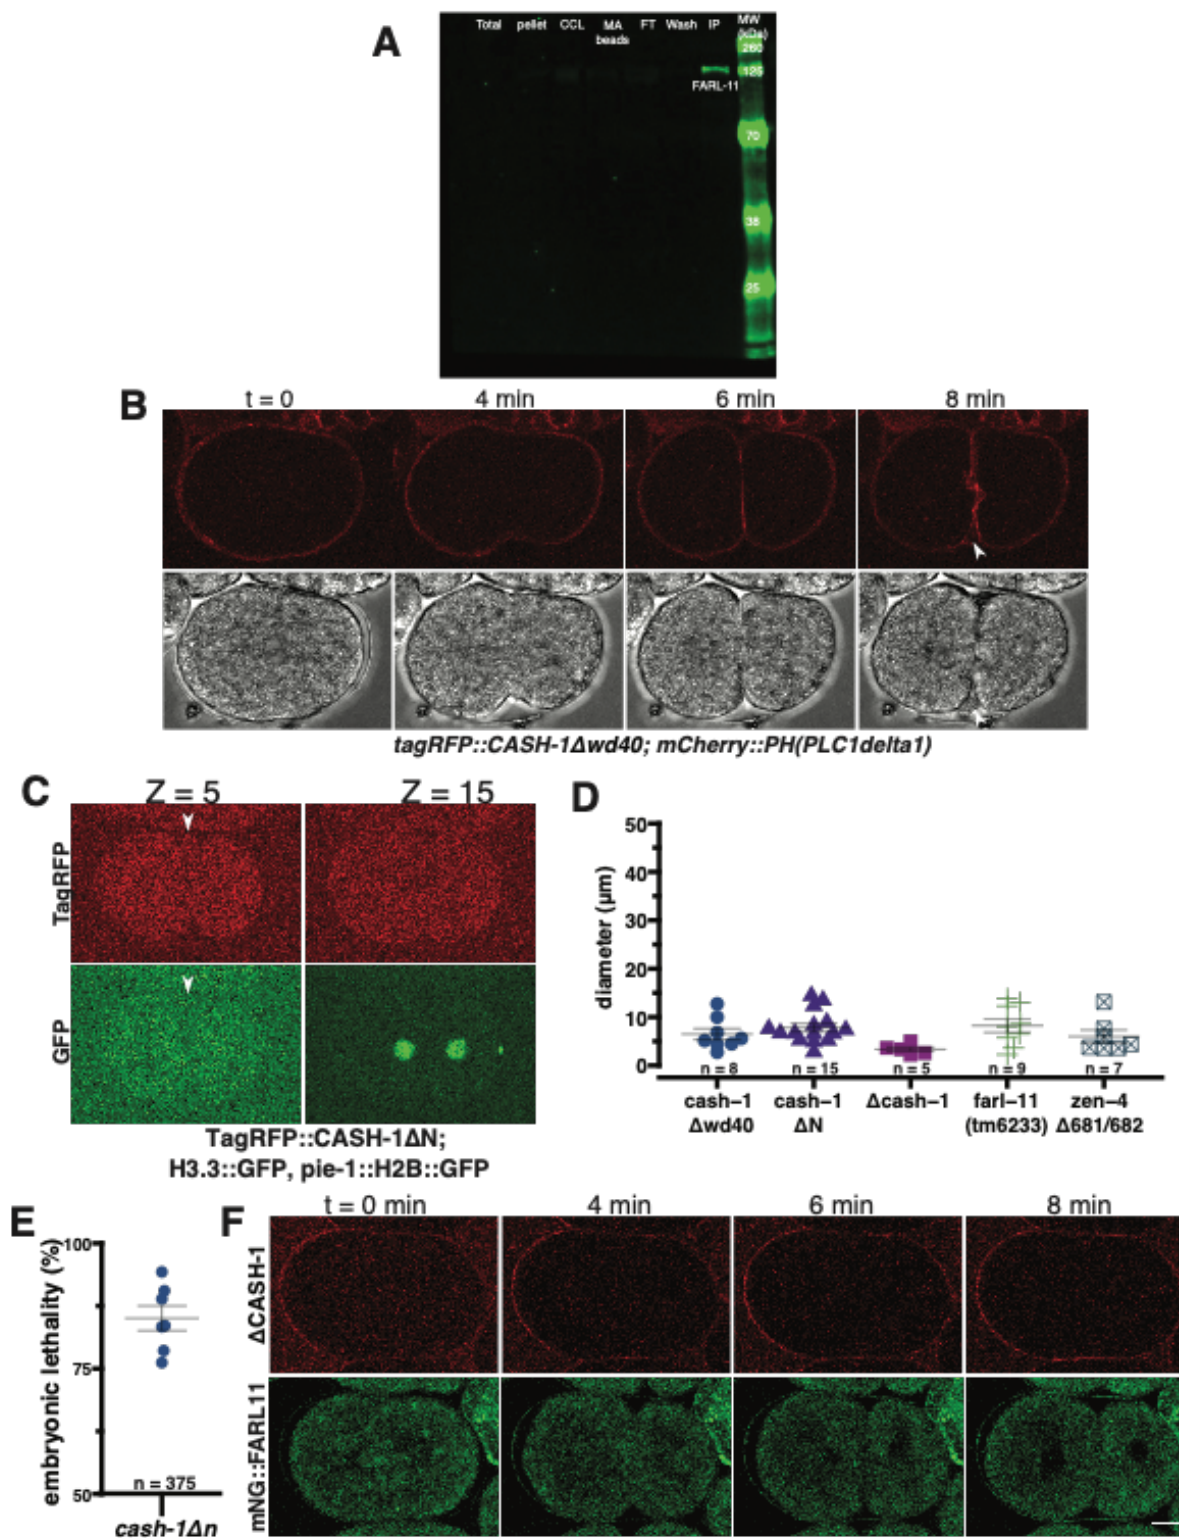 A
Total pellet CCL MA beads FT Wash IP MW (kDa)
260
125
FARL-11
70
38
25
B
t = 0 4 min 6 min 8 min
tagRFP::CASH-1Δwd40; mCherry::PH(PLC1delta1)
C
Z = 5 Z = 15
TagRFP
GFP
TagRFP::CASH-1ΔN;
H3.3::GFP, pie-1::H2B::GFP
D
diameter (µm)
50
40
30
20
10
0
n = 8 n = 15 n = 5 n = 9 n = 7
cash–1 cash–1 Δcash–1 farl–11 zen–4
Δwd40 ΔN (tm6233) Δ681/682
E
embryonic lethality (%)
100
75
50
n = 375
cash-1Δn
F
t = 0 min 4 min 6 min 8 min
ΔCASH-1
mNG::FARL11